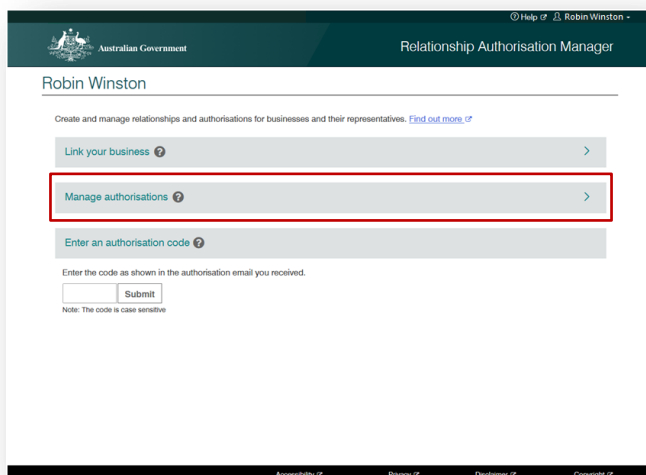 Help Robin Winston
Australian Government
Relationship Authorisation Manager
Robin Winston
Create and manage relationships and authorisations for businesses and their representatives. Find out more
Link your business ?
Manage authorisations ?
Enter an authorisation code ?
Enter the code as shown in the authorisation email you received.
Submit
Note: The code is case sensitive
Accessibility Privacy Disclaimer Copyright